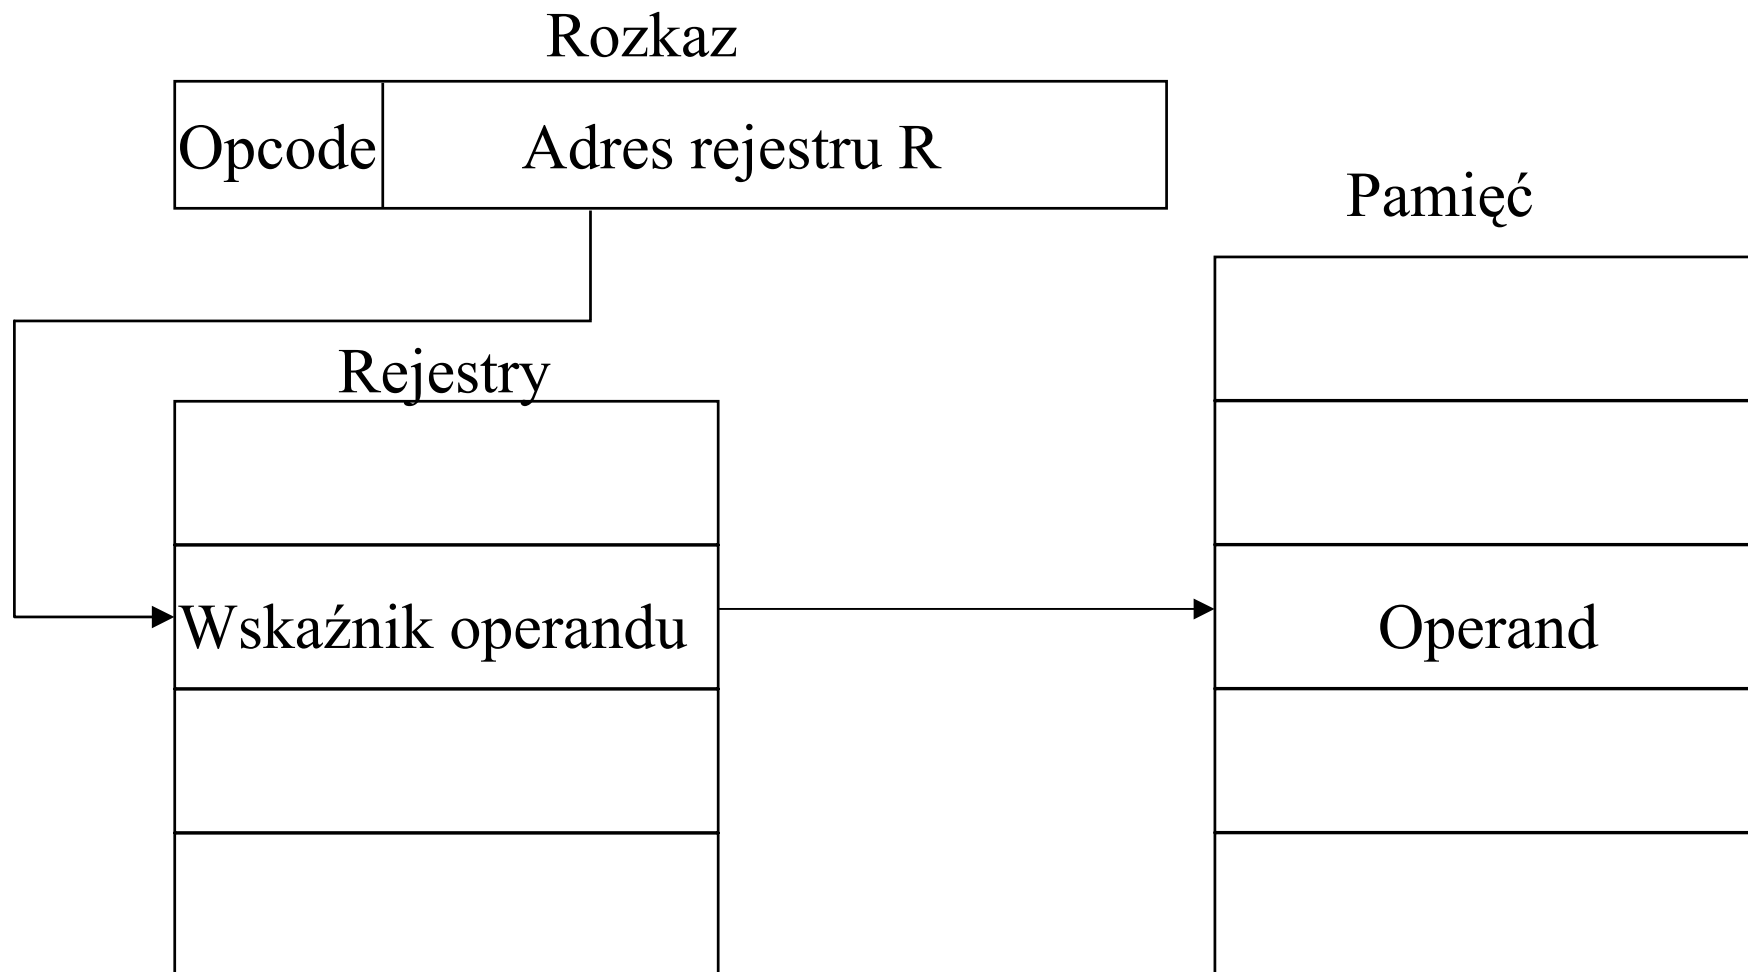 Rozkaz
Opcode
Adres rejestru R
Pamięć
Rejestry
Wskaźnik operandu
Operand